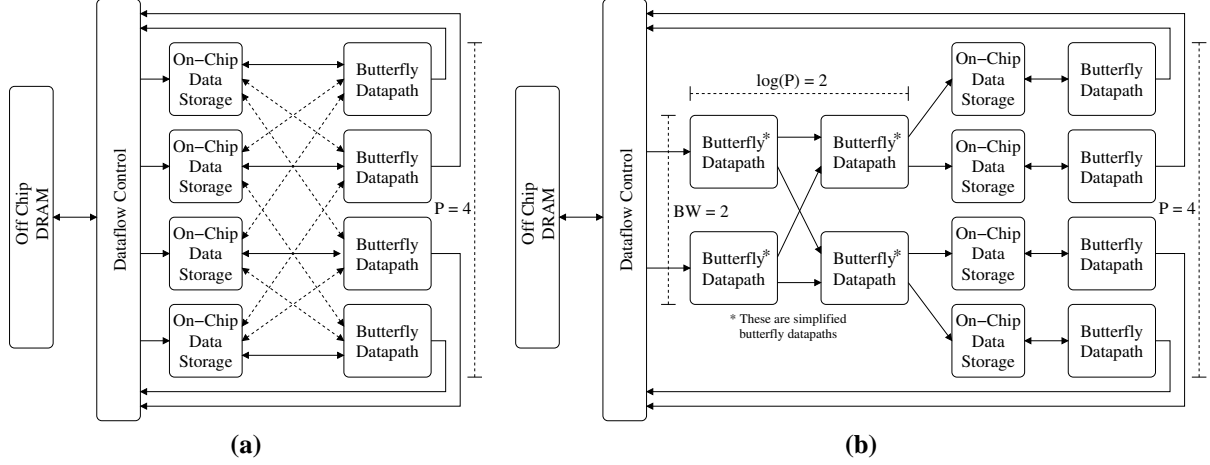 Off Chip
DRAM
Dataflow Control
On−Chip
Data
Storage
On−Chip
Data
Storage
On−Chip
Data
Storage
On−Chip
Data
Storage
Butterfly
Datapath
Butterfly
Datapath
Butterfly
Datapath
Butterfly
Datapath
P = 4
(a)
Off Chip
DRAM
Dataflow Control
log(P) = 2
BW = 2
Butterfly*
Datapath
Butterfly*
Datapath
Butterfly*
Datapath
Butterfly*
Datapath
* These are simplified
butterfly datapaths
On−Chip
Data
Storage
On−Chip
Data
Storage
On−Chip
Data
Storage
On−Chip
Data
Storage
Butterfly
Datapath
Butterfly
Datapath
Butterfly
Datapath
Butterfly
Datapath
P = 4
(b)